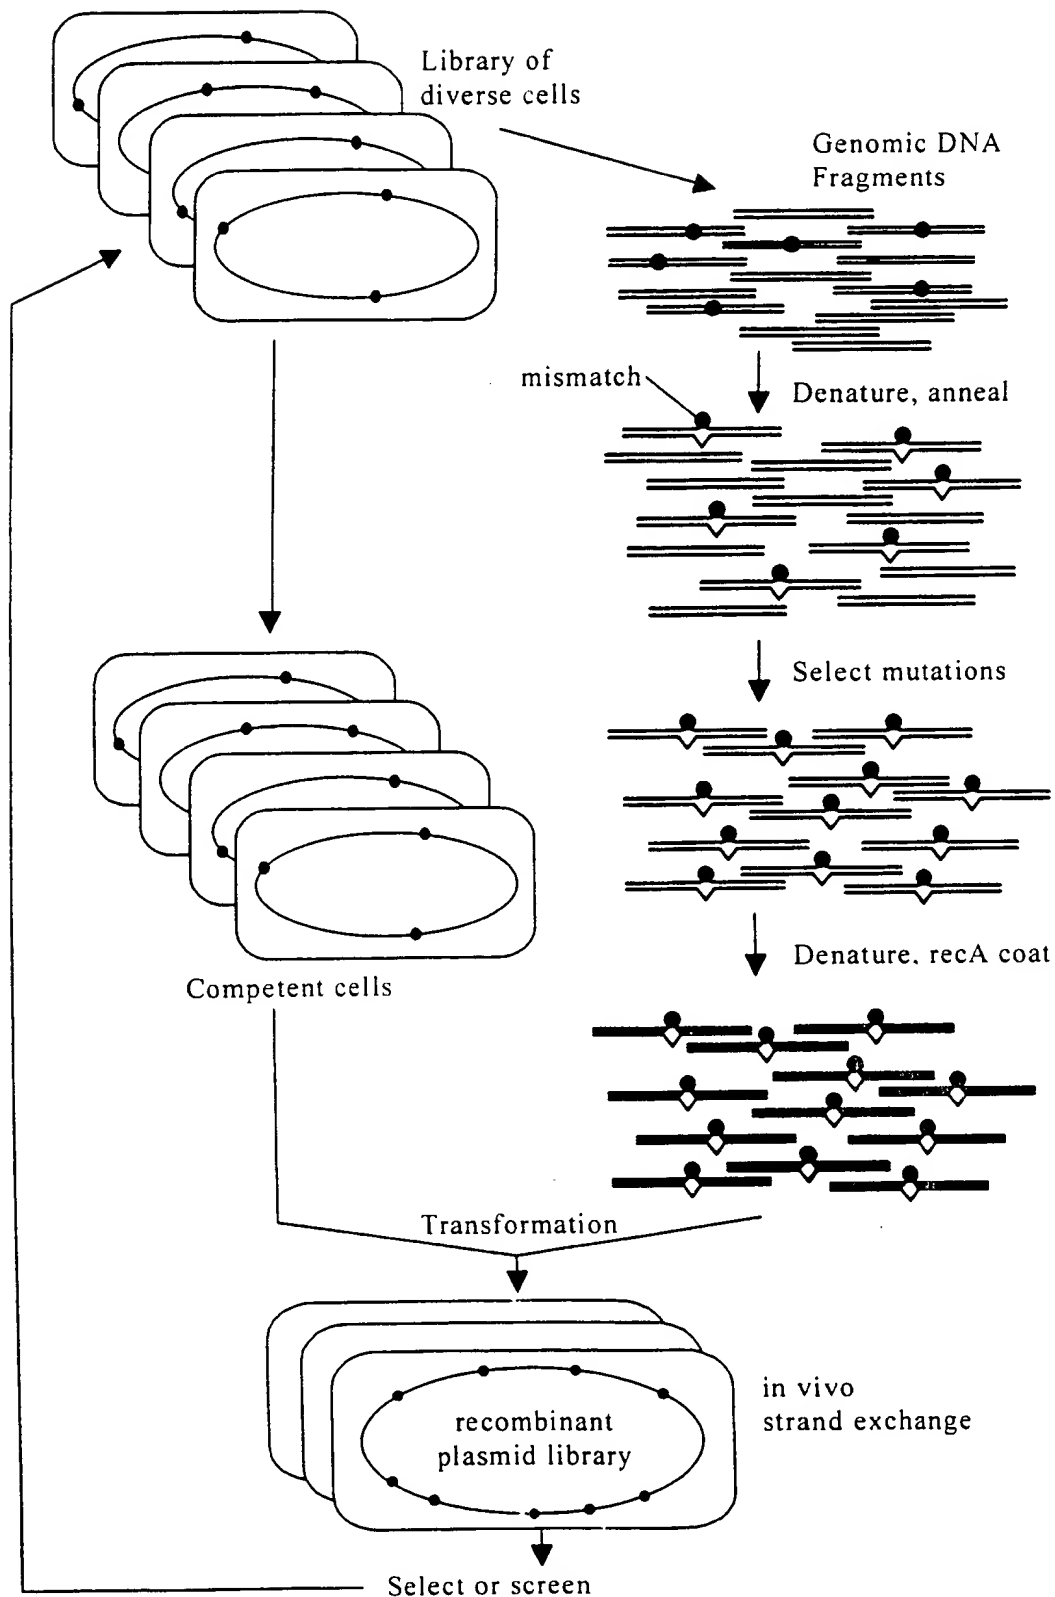 Library of
diverse cells
Genomic DNA
Fragments
mismatch
Denature, anneal
Select mutations
Denature, recA coat
Competent cells
Transformation
in vivo
strand exchange
recombinant
plasmid library
Select or screen